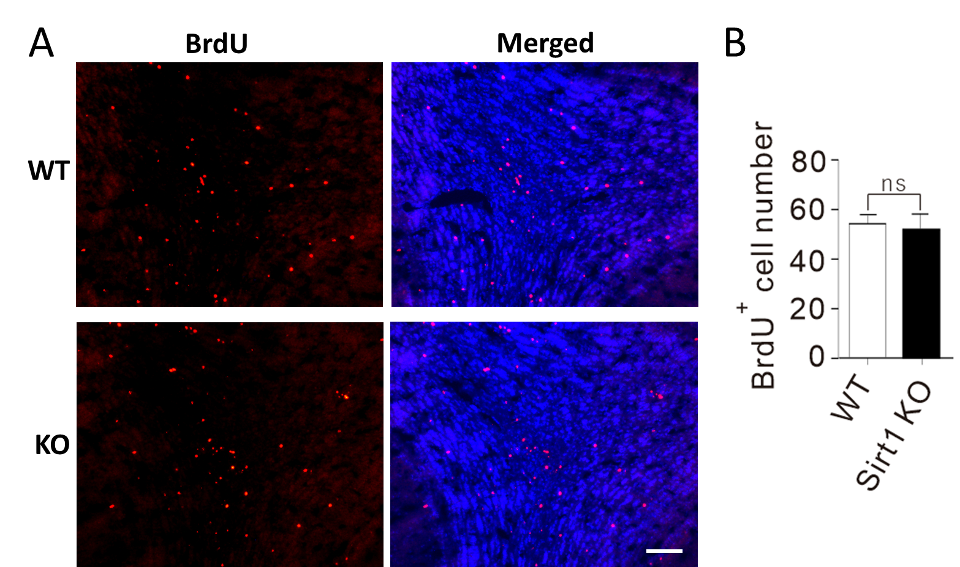 A
BrdU
Merged
B
WT
KO
BrdU+ cell number
80
60
40
20
0
ns
WT
Sirt1 KO